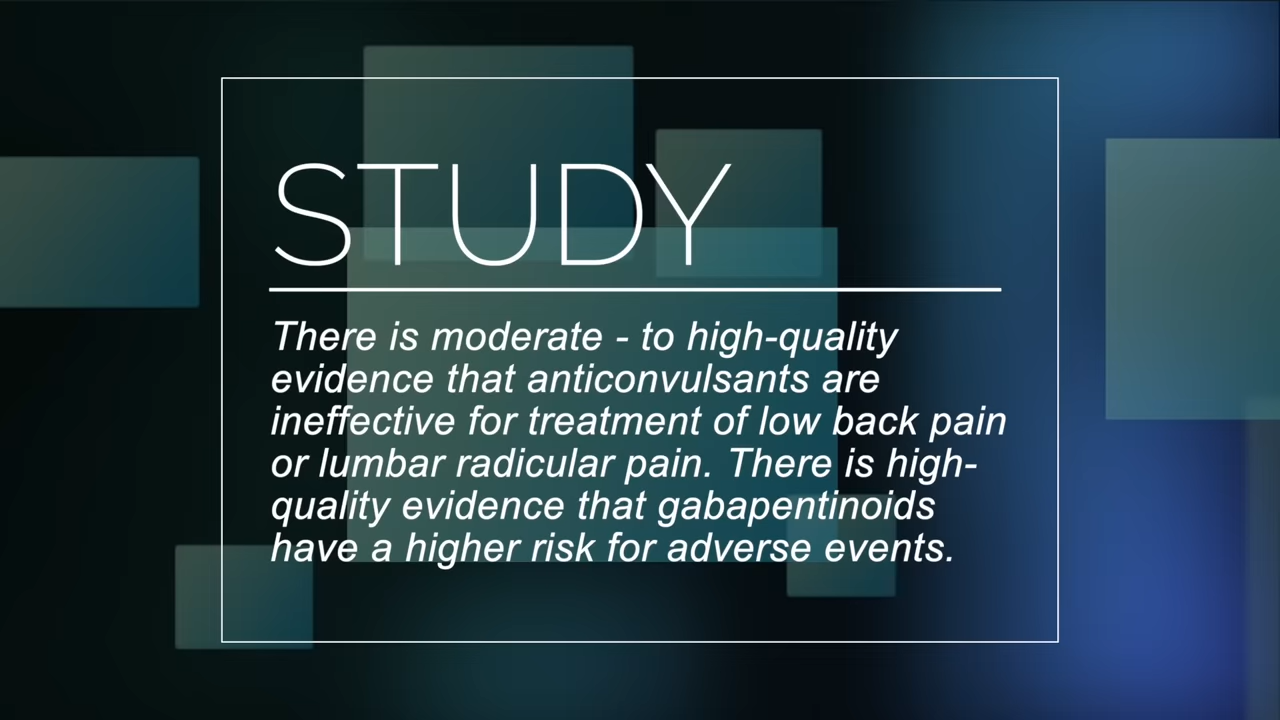 STUDY
There is moderate - to high-quality
evidence that anticonvulsants are
ineffective for treatment of low back pain
or lumbar radicular pain. There is high-
quality evidence that gabapentinoids
have a higher risk for adverse events.